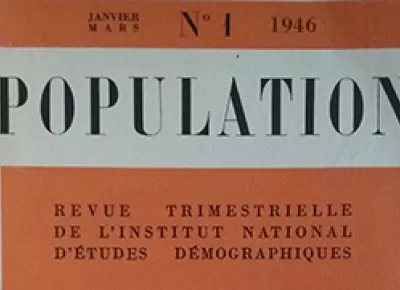 JANVIER
MARS
N° 1
1946
POPULATION
REVUE TRIMESTRIELLE
DE L'INSTITUT NATIONAL
D'ÉTUDES DÉMOGRAPHIQUES